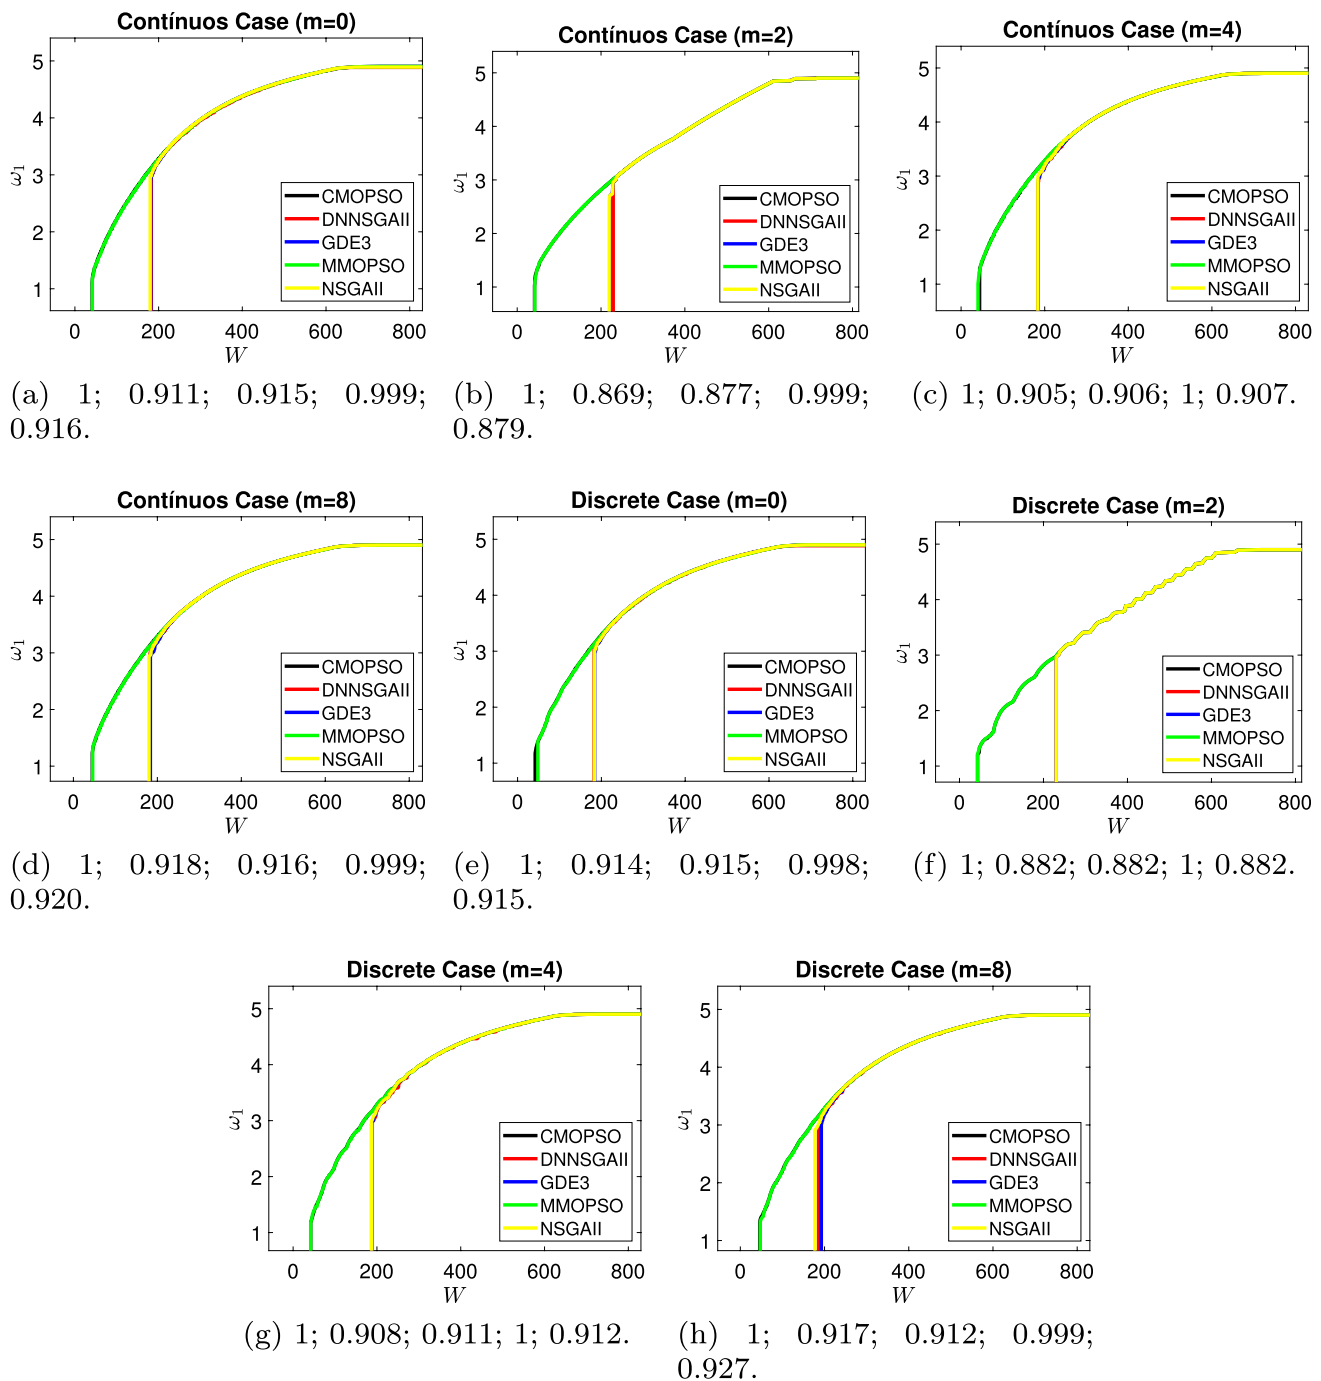 Contínuos Case (m=0)
5
4
3
2
1
ω1
CMOPSO
DNNSGAII
GDE3
MMOPSO
NSGAII
0 200 400 600 800
W
(a) 1; 0.911; 0.915; 0.999;
0.916.
Contínuos Case (m=2)
5
4
3
2
1
ω1
CMOPSO
DNNSGAII
GDE3
MMOPSO
NSGAII
0 200 400 600 800
W
(b) 1; 0.869; 0.877; 0.999;
0.879.
Contínuos Case (m=4)
5
4
3
2
1
ω1
CMOPSO
DNNSGAII
GDE3
MMOPSO
NSGAII
0 200 400 600 800
W
(c) 1; 0.905; 0.906; 1; 0.907.
Contínuos Case (m=8)
5
4
3
2
1
ω1
CMOPSO
DNNSGAII
GDE3
MMOPSO
NSGAII
0 200 400 600 800
W
(d) 1; 0.918; 0.916; 0.999;
0.920.
Discrete Case (m=0)
5
4
3
2
1
ω1
CMOPSO
DNNSGAII
GDE3
MMOPSO
NSGAII
0 200 400 600 800
W
(e) 1; 0.914; 0.915; 0.998;
0.915.
Discrete Case (m=2)
5
4
3
2
1
ω1
CMOPSO
DNNSGAII
GDE3
MMOPSO
NSGAII
0 200 400 600 800
W
(f) 1; 0.882; 0.882; 1; 0.882.
Discrete Case (m=4)
5
4
3
2
1
ω1
CMOPSO
DNNSGAII
GDE3
MMOPSO
NSGAII
0 200 400 600 800
W
(g) 1; 0.908; 0.911; 1; 0.912.
Discrete Case (m=8)
5
4
3
2
1
ω1
CMOPSO
DNNSGAII
GDE3
MMOPSO
NSGAII
0 200 400 600 800
W
(h) 1; 0.917; 0.912; 0.999;
0.927.